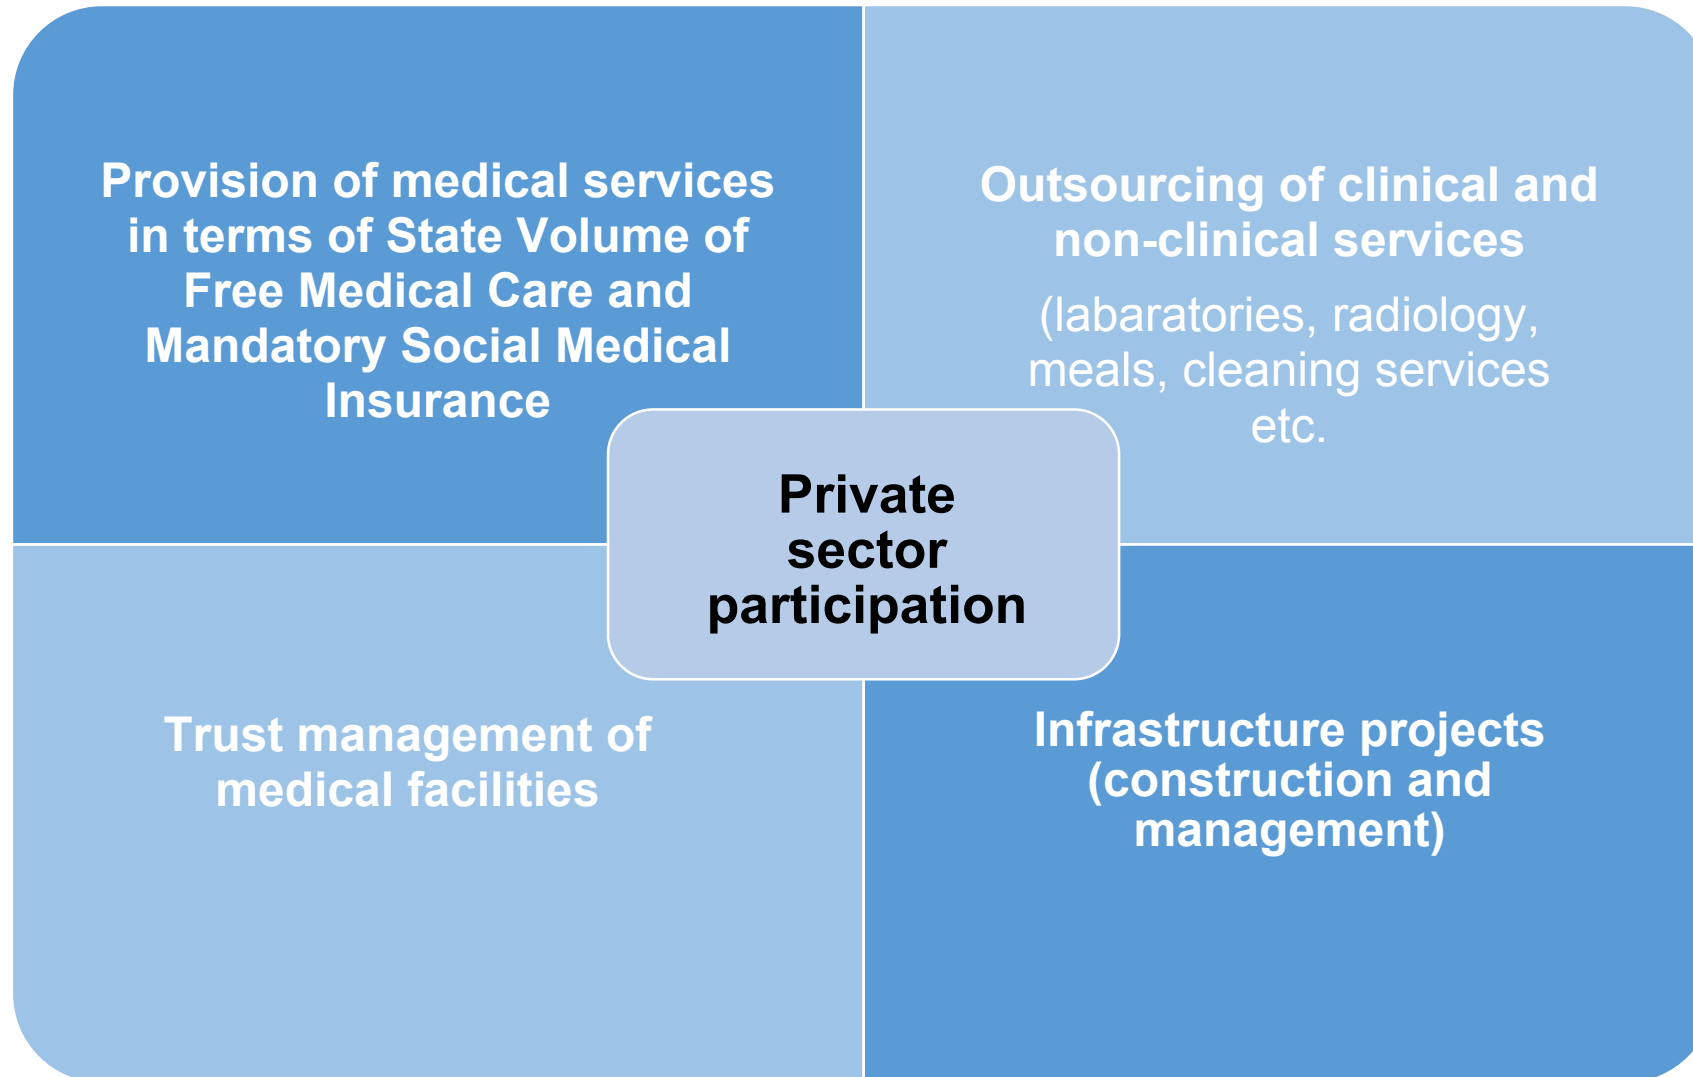 Provision of medical services
in terms of State Volume of
Free Medical Care and
Mandatory Social Medical
Insurance
Outsourcing of clinical and
non-clinical services
(labaratories, radiology,
meals, cleaning services
etc.
Private
sector
participation
Trust management of
medical facilities
Infrastructure projects
(construction and
management)